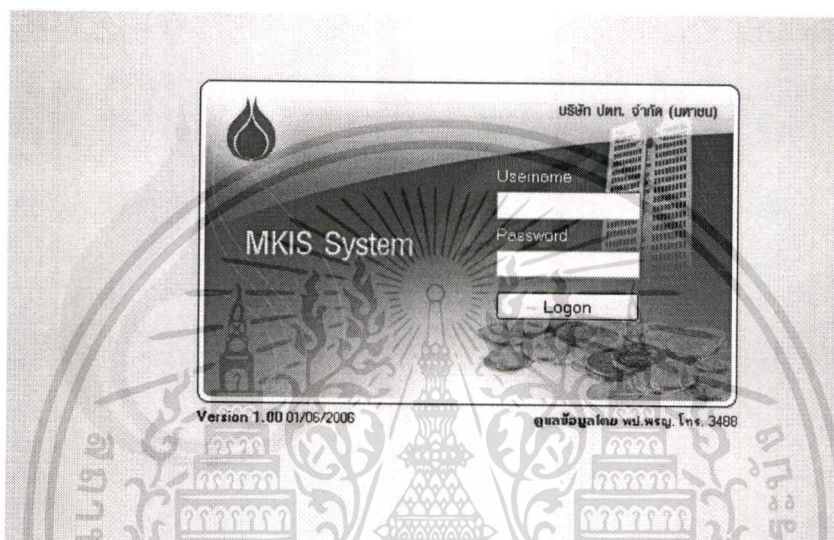 บริษัท ปตท. จำกัด (มหาชน)
Username
MKIS System
Password
Logon
Version 1.00 01/06/2006
ดูแลข้อมูลโดย พป.พรญ. โทร. 3488